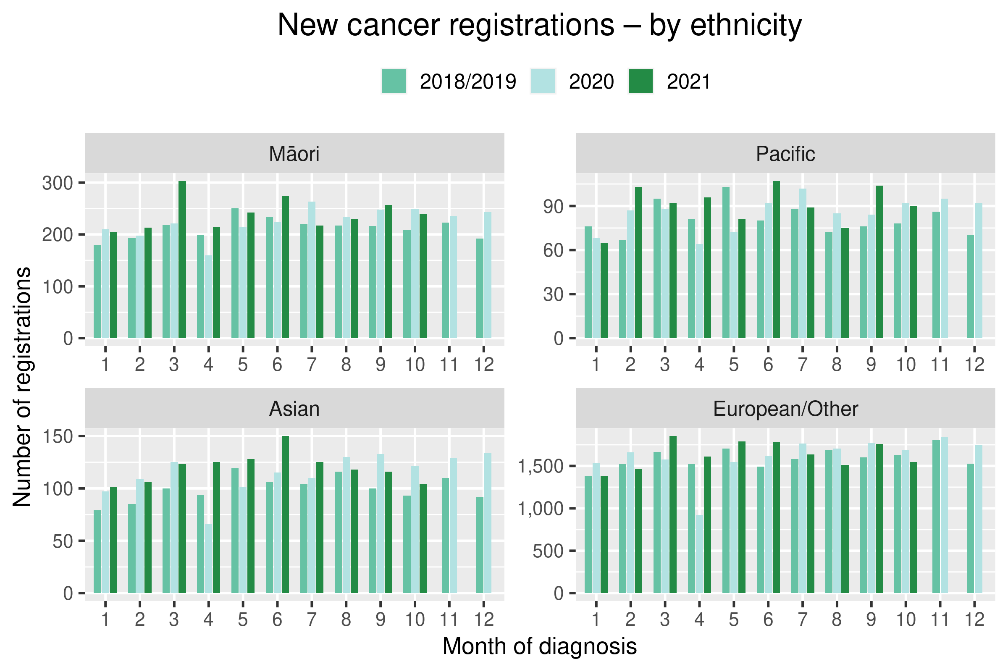 New cancer registrations – by ethnicity
2018/2019 2020 2021
Māori
300
200
100
0
1 2 3 4 5 6 7 8 9 10 11 12
Pacific
90
60
30
0
1 2 3 4 5 6 7 8 9 10 11 12
Asian
150
100
50
0
1 2 3 4 5 6 7 8 9 10 11 12
European/Other
1,500
1,000
500
0
1 2 3 4 5 6 7 8 9 10 11 12
Number of registrations
Month of diagnosis